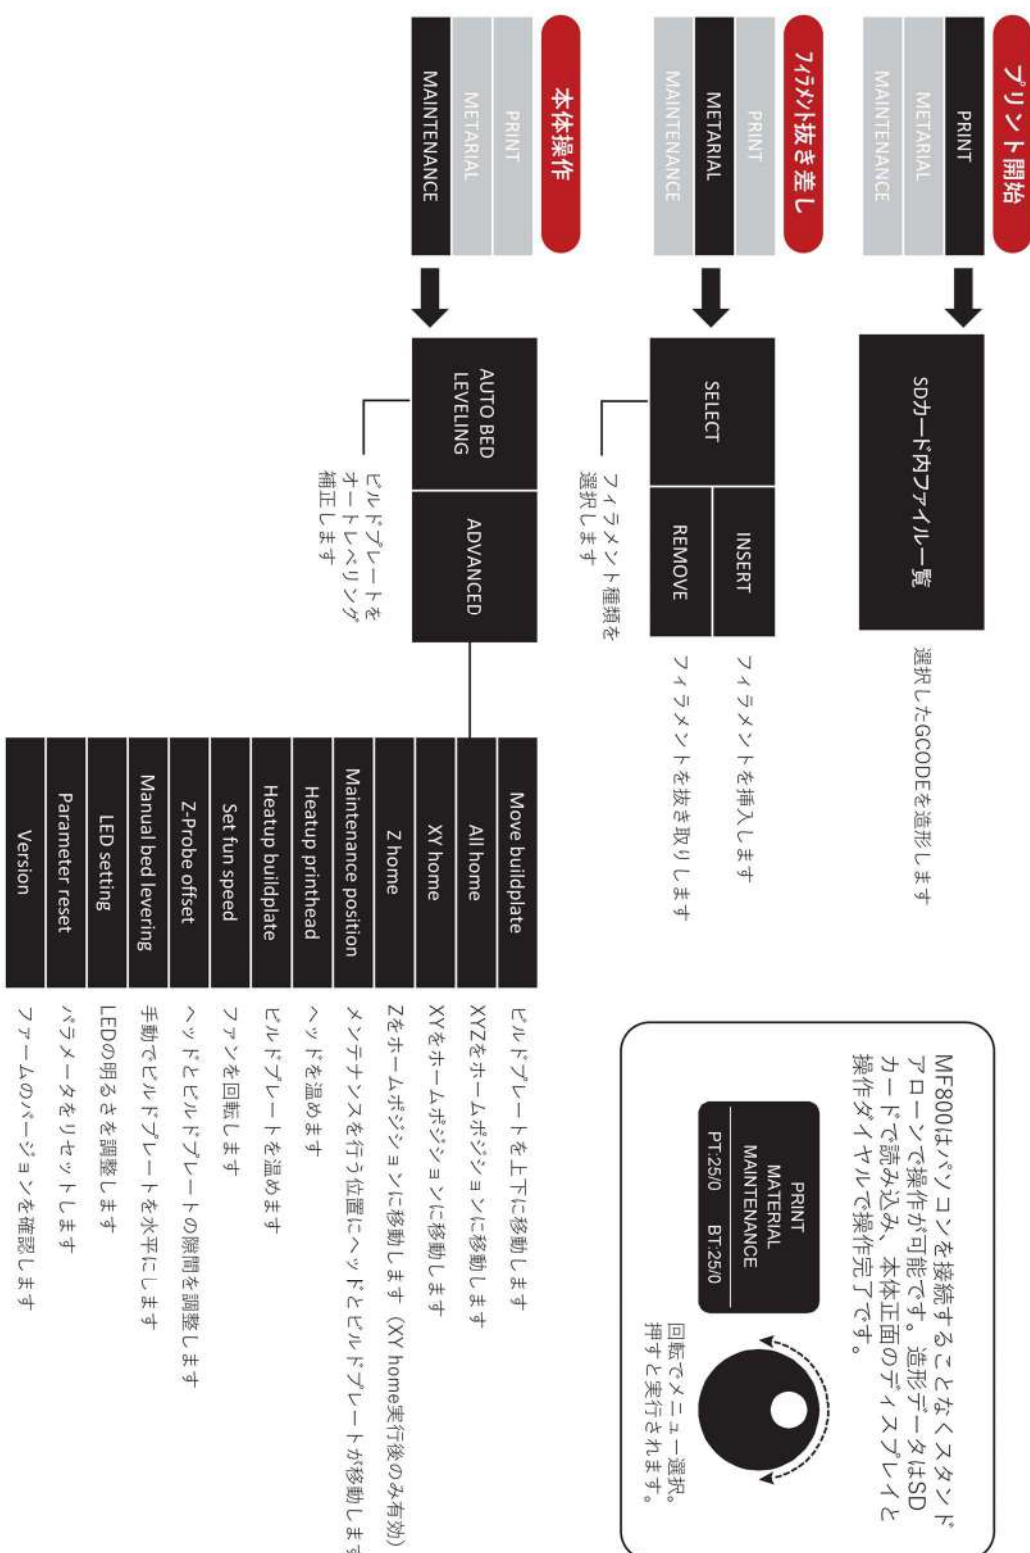 プリント開始
PRINT
METARIAL
MAINTENANCE
SDカード内ファイル一覧
選択したGCODEを造形します
フィラメント抜き差し
PRINT
METARIAL
MAINTENANCE
SELECT
INSERT
REMOVE
フィラメントを挿入します
フィラメントを抜き取りします
フィラメント種類を
選択します
本体操作
PRINT
METARIAL
MAINTENANCE
AUTO BED
LEVELING
ADVANCED
ビルドプレートを
オートレベリング
補正します
Move buildplate
ビルドプレートを上下に移動します
All home
XYZをホームポジションに移動します
XY home
XYをホームポジションに移動します
Z home
Zをホームポジションに移動します（XY home実行後のみ有効）
Maintenance position
メンテナンスを行う位置にヘッドとビルドプレートが移動します
Heatup printhead
ヘッドを温めます
Heatup buildplate
ビルドプレートを温めます
Set fun speed
ファンを回転します
Z-Probe offset
ヘッドとビルドプレートの隙間を調整します
Manual bed levering
手動でビルドプレートを水平にします
LED setting
LEDの明るさを調整します
Parameter reset
パラメータをリセットします
Version
ファームのバージョンを確認します
MF800はパソコンを接続することなくスタンド
アローンで操作が可能です。造形データはSD
カードで読み込み、本体正面のディスプレイと
操作ダイヤルで操作完了です。
PRINT
MATERIAL
MAINTENANCE
PT:25/0 BT:25/0
回転でメニュー選択。
押すと実行されます。